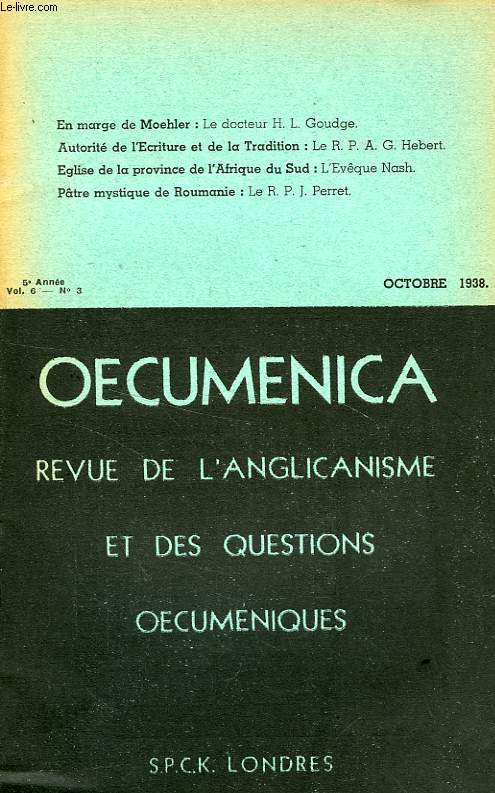 Le-livre.com
En marge de Moehler : Le docteur H. L. Goudge.
Autorité de l'Ecriture et de la Tradition : Le R. P. A. G. Hebert.
Eglise de la province de l'Afrique du Sud : L'Evêque Nash.
Pâtre mystique de Roumanie : Le R. P. J. Perret.
5e Année
Vol. 6 — No 3
OCTOBRE 1938.
OECUMENICA
REVUE DE L'ANGLICANISME
ET DES QUESTIONS
OECUMENIQUES
S.P.C.K. LONDRES